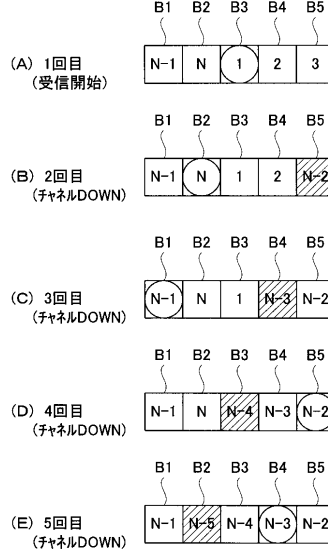 B1 B2 B3 B4 B5
(A) 1回目 N-1 N 1 2 3
(受信開始)
B1 B2 B3 B4 B5
(B) 2回目 N-1 N 1 2 N-2
(チャネルDOWN)
B1 B2 B3 B4 B5
(C) 3回目 N-1 N 1 N-3 N-2
(チャネルDOWN)
B1 B2 B3 B4 B5
(D) 4回目 N-1 N N-4 N-3 N-2
(チャネルDOWN)
B1 B2 B3 B4 B5
(E) 5回目 N-1 N-5 N-4 N-3 N-2
(チャネルDOWN)